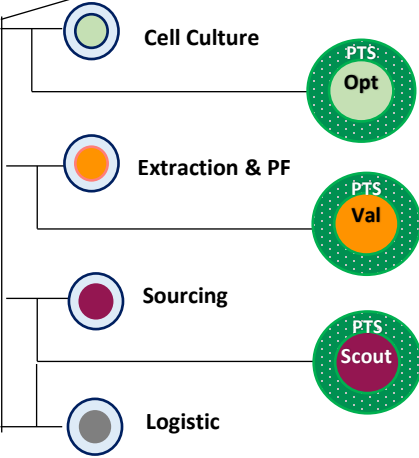 Cell Culture
PTS
Opt
Extraction & PF
PTS
Val
Sourcing
PTS
Scout
Logistic